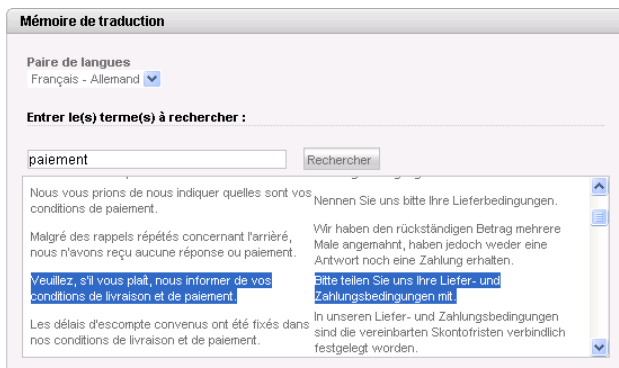 Mémoire de traduction
Paire de langues
Français - Allemand
Entrer le(s) terme(s) à rechercher :
paiement
Rechercher
Nous vous prions de nous indiquer quelles sont vos
conditions de paiement.
Nennen Sie uns bitte Ihre Lieferbedingungen.
Malgré des rappels répétés concernant l'arriéré,
nous n'avons reçu aucune réponse ou paiement.
Wir haben den rückständigen Betrag mehrere
Male angemahnt, haben jedoch weder eine
Antwort noch eine Zahlung erhalten.
Veuillez, s'il vous plaît, nous informer de vos
conditions de livraison et de paiement.
Bitte teilen Sie uns Ihre Liefer- und
Zahlungsbedingungen mit.
Les délais d'escompte convenus ont été fixés dans
nos conditions de livraison et de paiement.
In unseren Liefer- und Zahlungsbedingungen
sind die vereinbarten Skontofristen verbindlich
festgelegt worden.